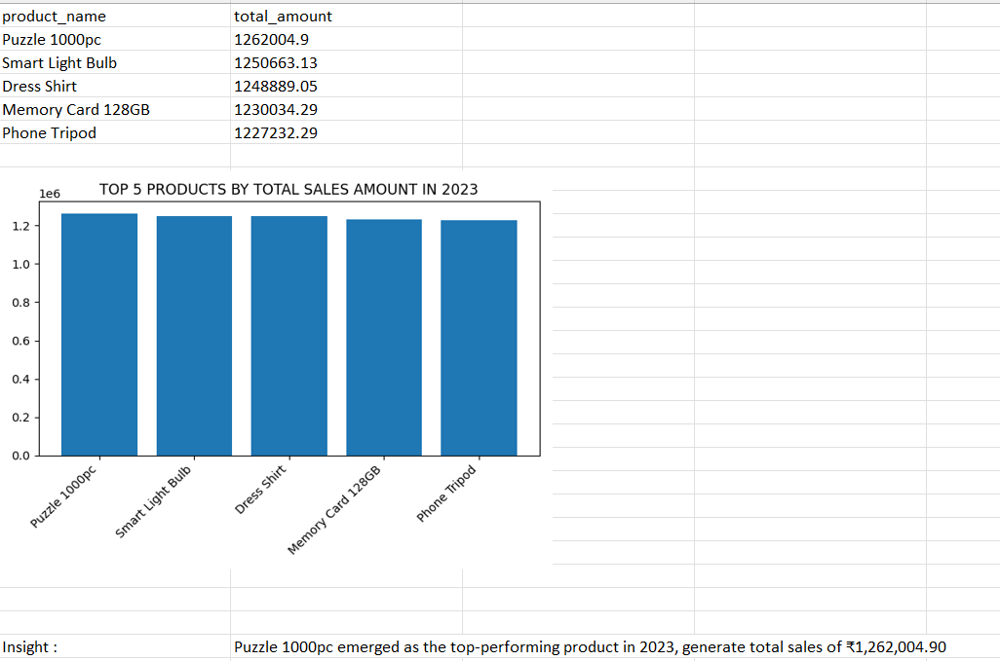 product_name total_amount
Puzzle 1000pc 1262004.9
Smart Light Bulb 1250663.13
Dress Shirt 1248889.05
Memory Card 128GB 1230034.29
Phone Tripod 1227232.29
TOP 5 PRODUCTS BY TOTAL SALES AMOUNT IN 2023
1e6
1.2
1.0
0.8
0.6
0.4
0.2
0.0
Puzzle 1000pc
Smart Light Bulb
Dress Shirt
Memory Card 128GB
Phone Tripod
Insight : Puzzle 1000pc emerged as the top-performing product in 2023, generate total sales of ₹1,262,004.90